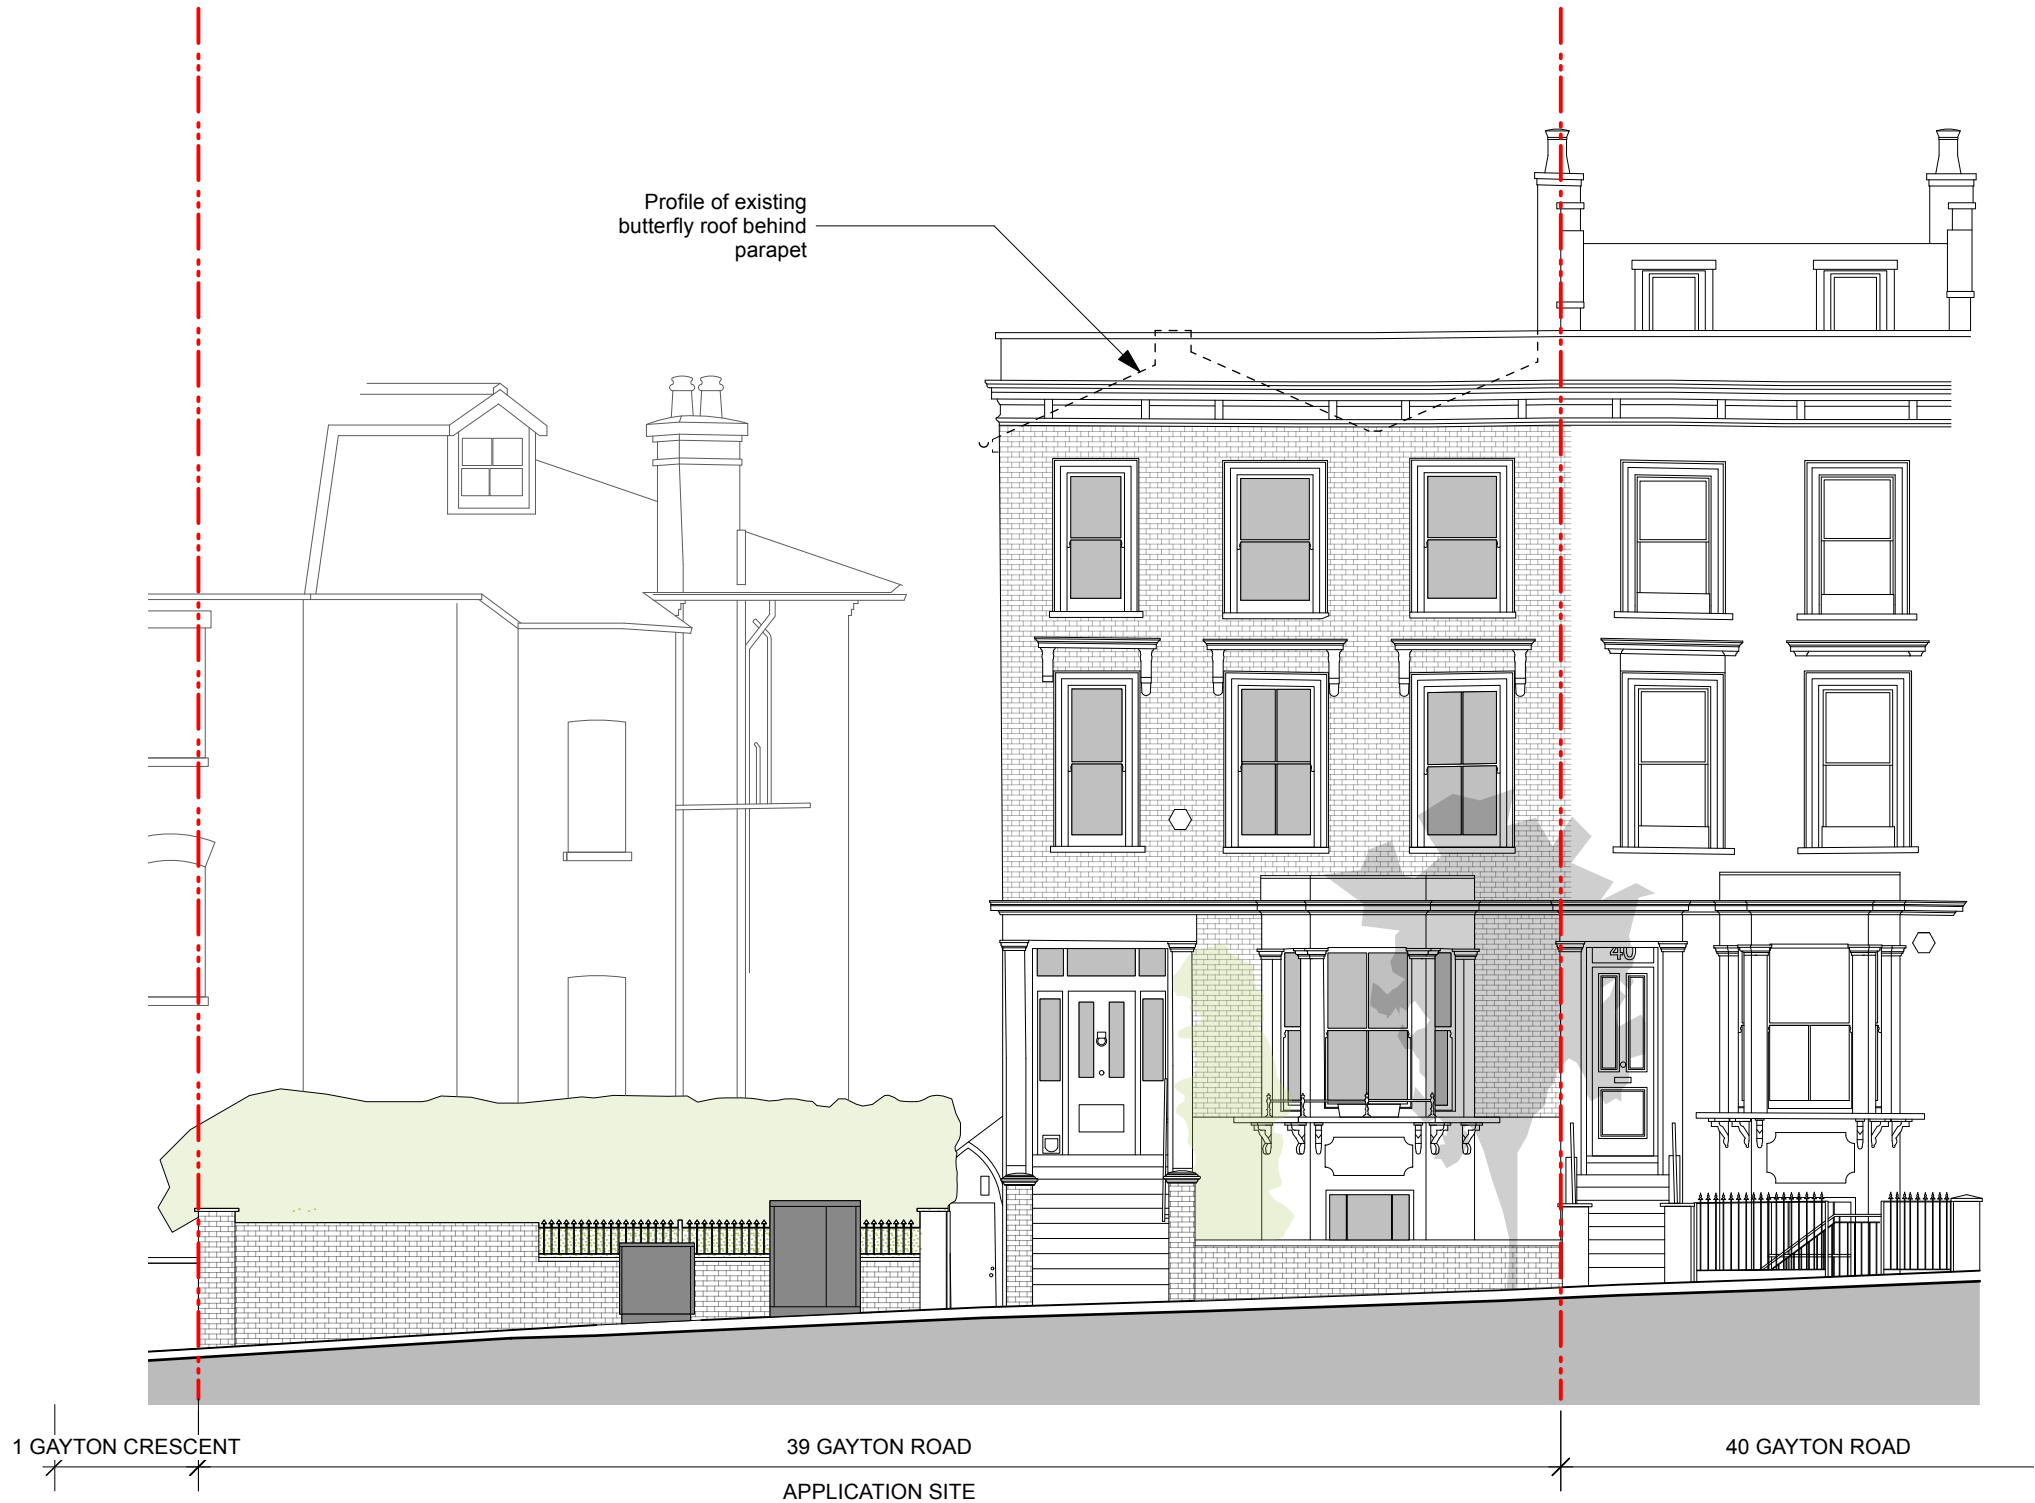 Profile of existing
butterfly roof behind
parapet
40
1 GAYTON CRESCENT
39 GAYTON ROAD
40 GAYTON ROAD
APPLICATION SITE